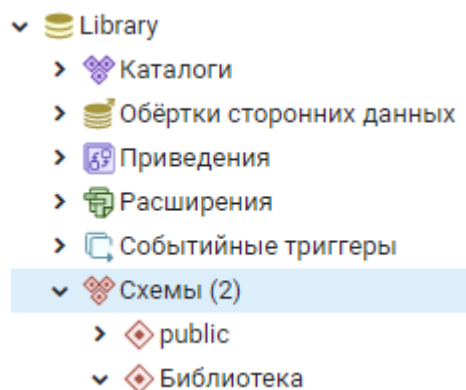 Library
Каталоги
Обёртки сторонних данных
Приведения
Расширения
Событийные триггеры
Схемы (2)
public
Библиотека